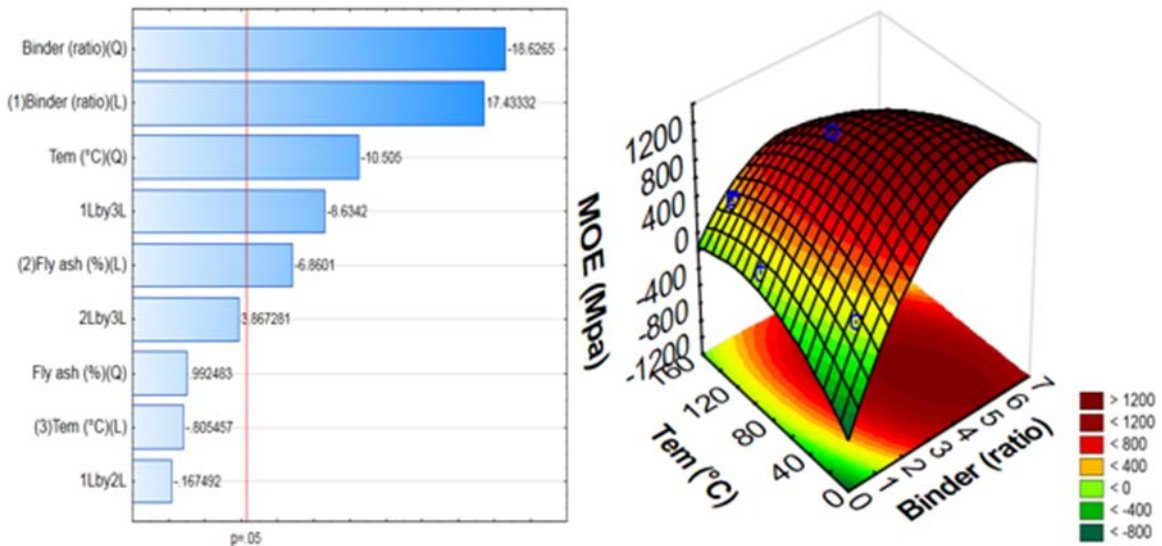 Binder (ratio)(Q)
-18.6265
(1)Binder (ratio)(L)
17.43332
Tem (°C)(Q)
-10.505
1Lby3L
-8.6342
(2)Fly ash (%)(L)
-6.8601
2Lby3L
3.867281
Fly ash (%)(Q)
.992483
(3)Tem (°C)(L)
-.805457
1Lby2L
-.167492
p=.05
MOE (Mpa)
1200
800
400
0
-400
-800
-1200
160
120
80
40
0
Tem (°C)
0
1
2
3
4
5
6
7
Binder (ratio)
> 1200
< 1200
< 800
< 400
< 0
< -400
< -800